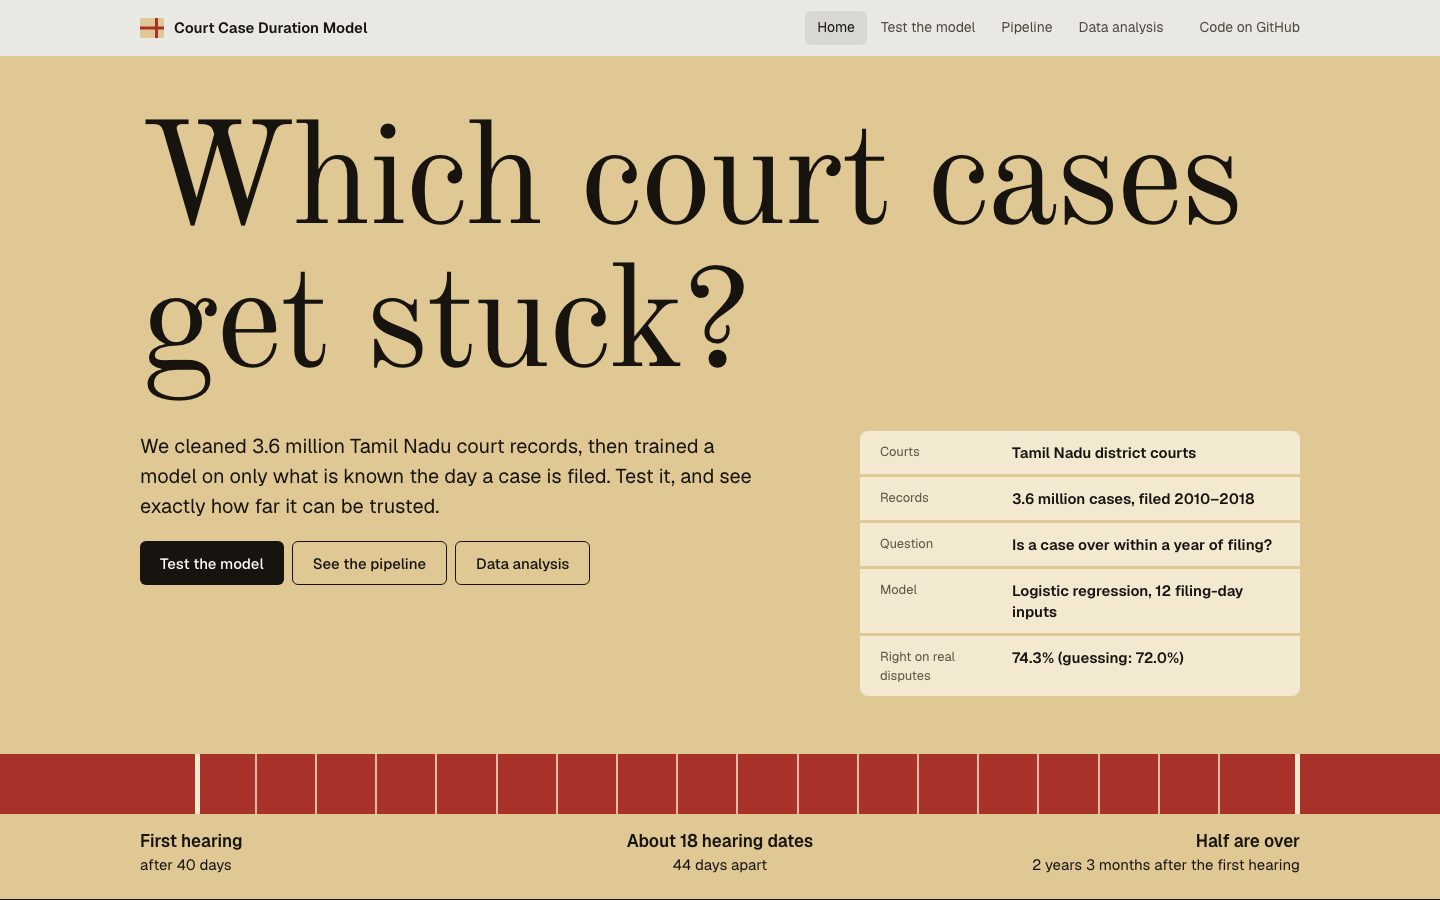 Court Case Duration Model
Home
Test the model
Pipeline
Data analysis
Code on GitHub
Which court cases
get stuck?
We cleaned 3.6 million Tamil Nadu court records, then trained a
model on only what is known the day a case is filed. Test it, and see
exactly how far it can be trusted.
Test the model
See the pipeline
Data analysis
Courts
Tamil Nadu district courts
Records
3.6 million cases, filed 2010–2018
Question
Is a case over within a year of filing?
Model
Logistic regression, 12 filing-day
inputs
Right on real
disputes
74.3% (guessing: 72.0%)
First hearing
after 40 days
About 18 hearing dates
44 days apart
Half are over
2 years 3 months after the first hearing